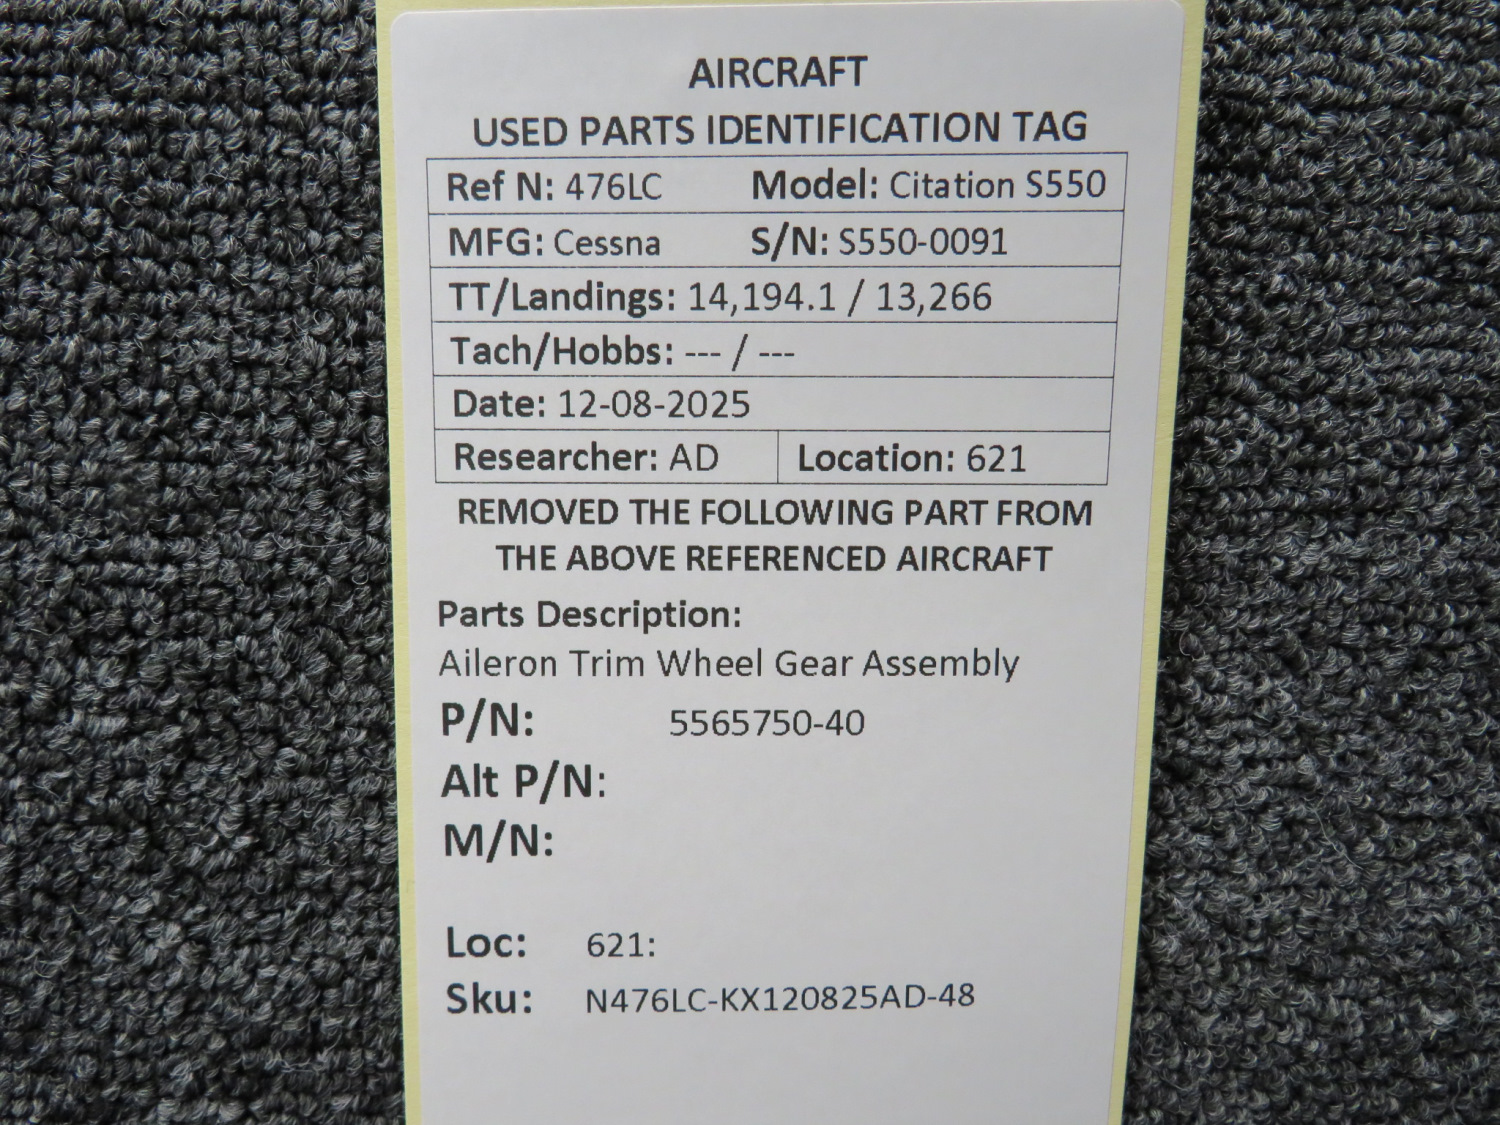 AIRCRAFT
USED PARTS IDENTIFICATION TAG
Ref N: 476LC Model: Citation S550
MFG: Cessna S/N: S550-0091
TT/Landings: 14,194.1 / 13,266
Tach/Hobbs: --- / ---
Date: 12-08-2025
Researcher: AD Location: 621
REMOVED THE FOLLOWING PART FROM
THE ABOVE REFERENCED AIRCRAFT
Parts Description:
Aileron Trim Wheel Gear Assembly
P/N: 5565750-40
Alt P/N:
M/N:
Loc: 621:
Sku: N476LC-KX120825AD-48